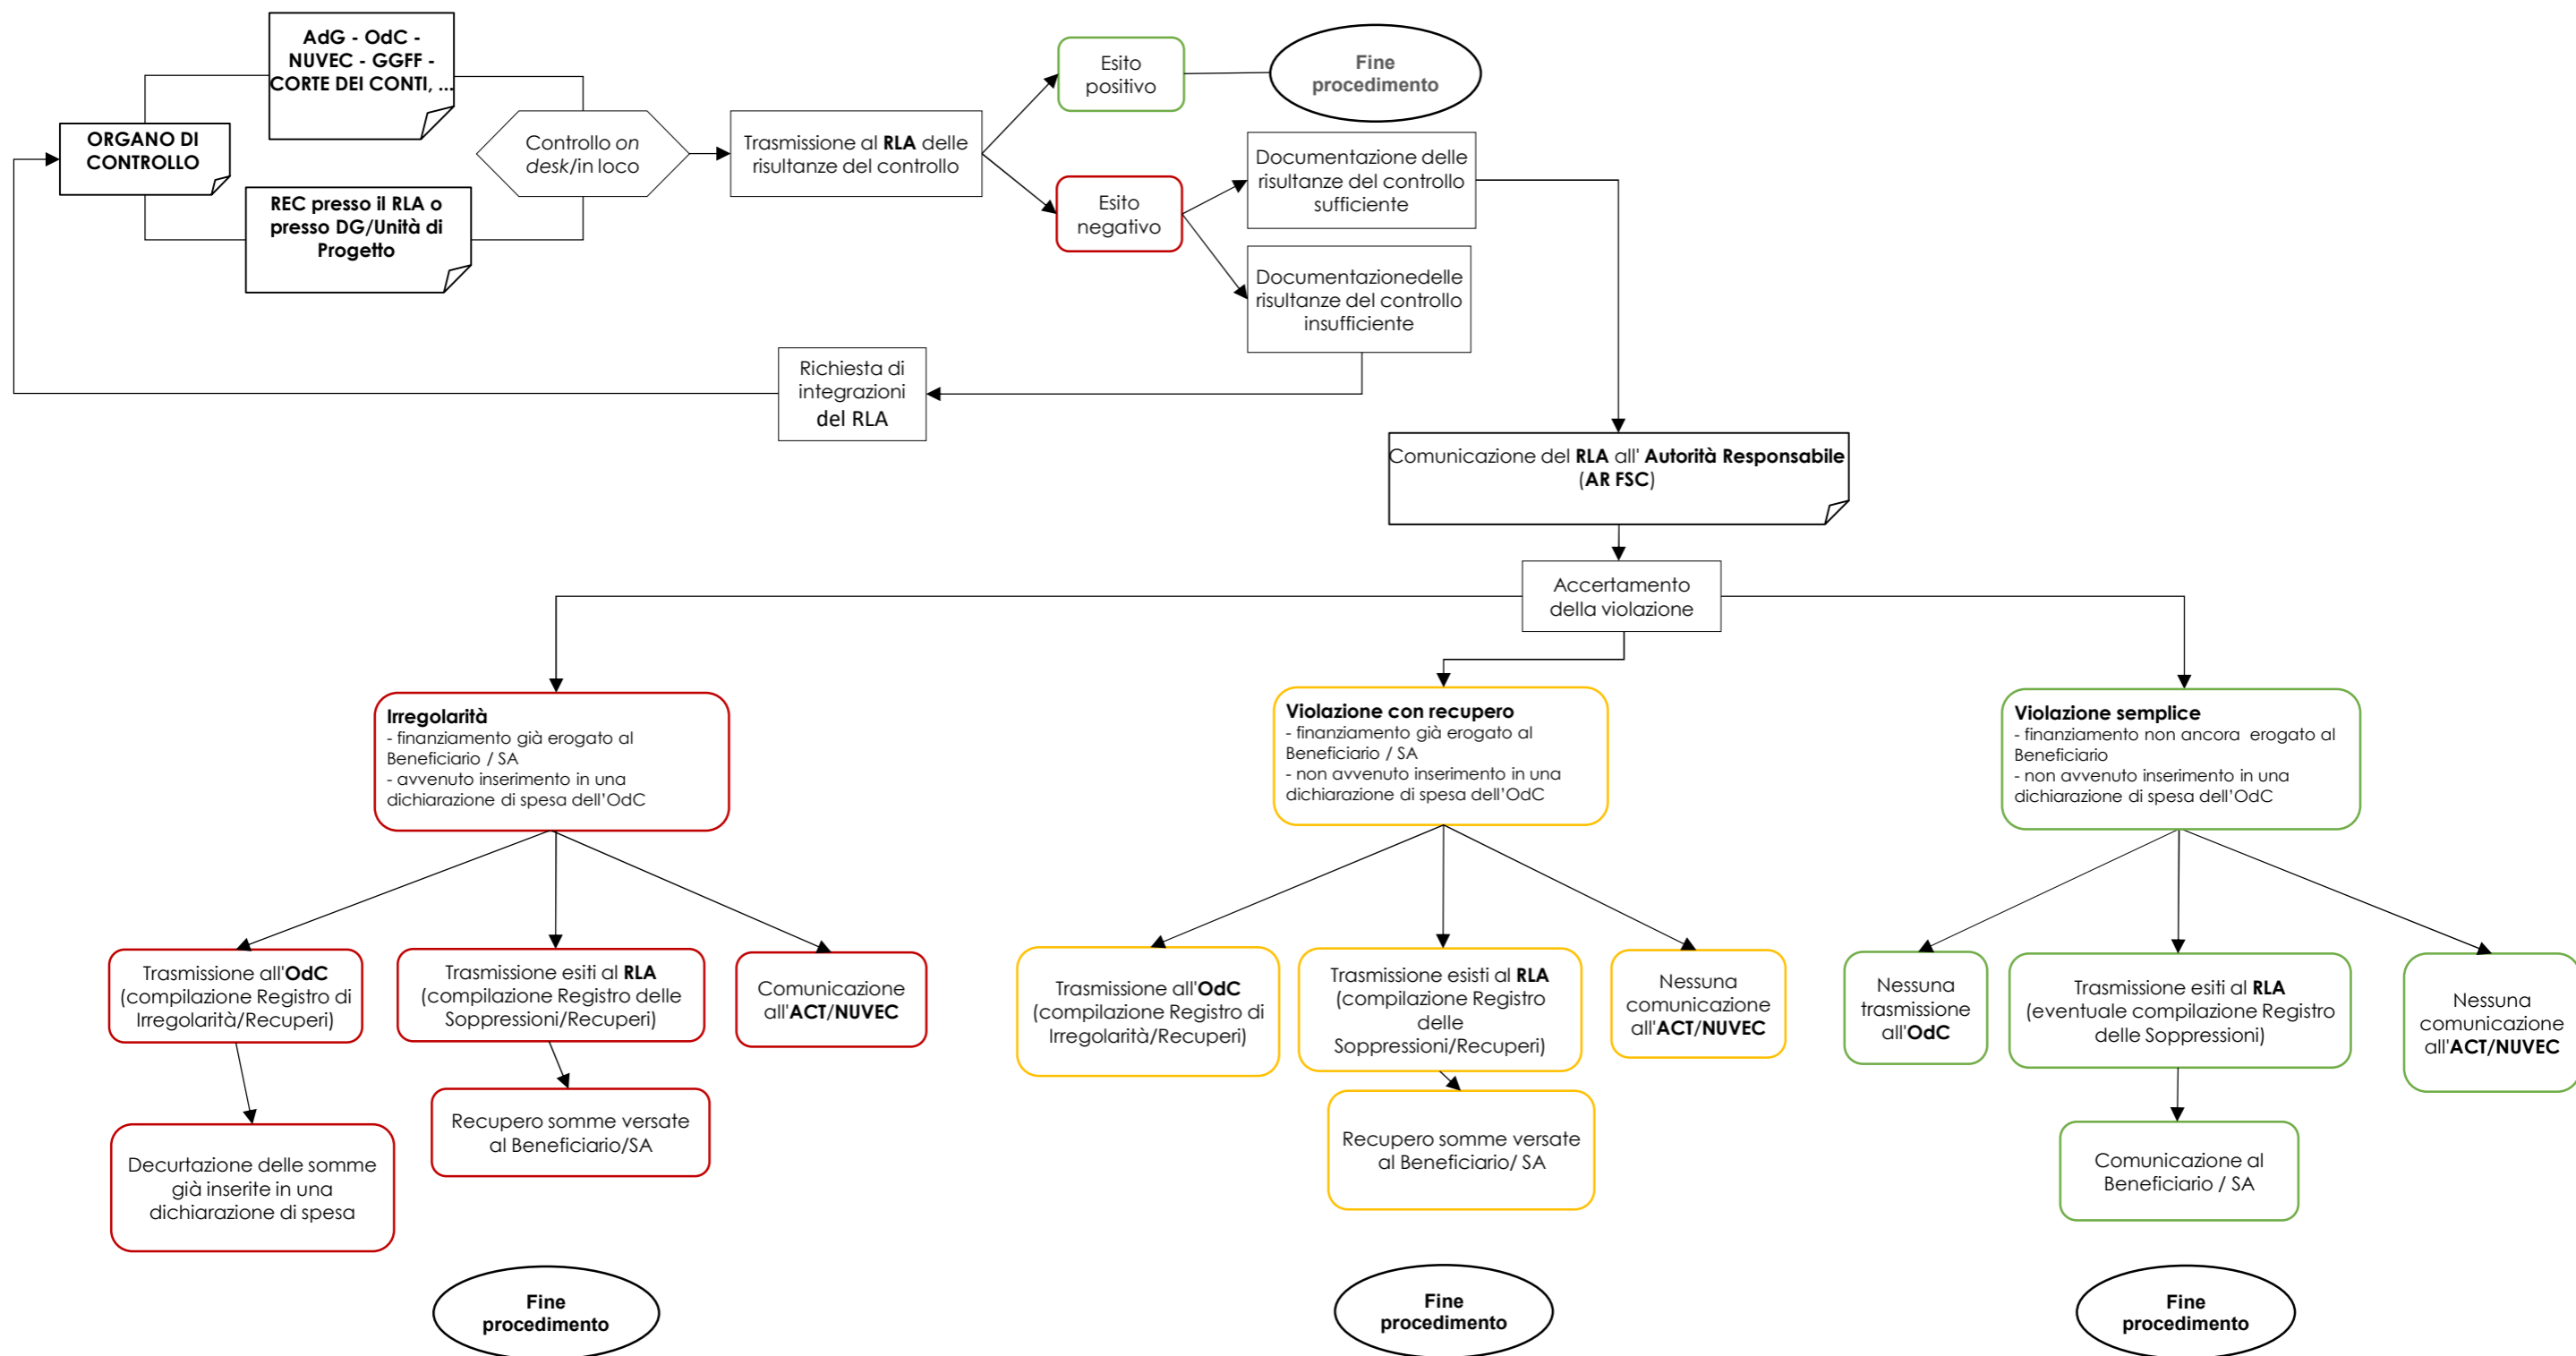 AdG - OdC -
NUVEC - GGFF -
CORTE DEI CONTI, ...
ORGANO DI
CONTROLLO
REC presso il RLA o
presso DG/Unità di
Progetto
Controllo on
desk/in loco
Trasmissione al RLA delle
risultanze del controllo
Esito
positivo
Fine
procedimento
Esito
negativo
Documentazione delle
risultanze del controllo
sufficiente
Documentazionedelle
risultanze del controllo
insufficiente
Richiesta di
integrazioni
del RLA
Comunicazione del RLA all' Autorità Responsabile
(AR FSC)
Accertamento
della violazione
Irregolarità
- finanziamento già erogato al
Beneficiario / SA
- avvenuto inserimento in una
dichiarazione di spesa dell’OdC
Violazione con recupero
- finanziamento già erogato al
Beneficiario / SA
- non avvenuto inserimento in una
dichiarazione di spesa dell’OdC
Violazione semplice
- finanziamento non ancora erogato al
Beneficiario
- non avvenuto inserimento in una
dichiarazione di spesa dell’OdC
Trasmissione all'OdC
(compilazione Registro di
Irregolarità/Recuperi)
Trasmissione esiti al RLA
(compilazione Registro delle
Soppressioni/Recuperi)
Comunicazione
all'ACT/NUVEC
Trasmissione all'OdC
(compilazione Registro di
Irregolarità/Recuperi)
Trasmissione esisti al RLA
(compilazione Registro
delle
Soppressioni/Recuperi)
Nessuna
comunicazione
all'ACT/NUVEC
Nessuna
trasmissione
all'OdC
Trasmissione esiti al RLA
(eventuale compilazione Registro
delle Soppressioni)
Nessuna
comunicazione
all'ACT/NUVEC
Decurtazione delle somme
già inserite in una
dichiarazione di spesa
Recupero somme versate
al Beneficiario/SA
Recupero somme versate
al Beneficiario/ SA
Comunicazione al
Beneficiario / SA
Fine
procedimento
Fine
procedimento
Fine
procedimento